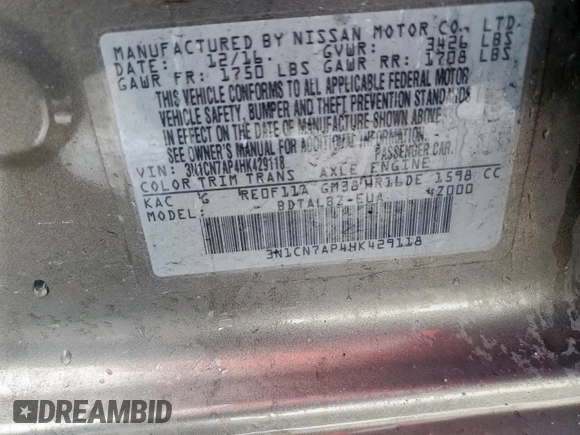 MANUFACTURED BY NISSAN MOTOR CO., LTD.
DATE: 12/16 GVWR: 3426 LBS
GAWR FR: 1750 LBS GAWR RR: 1708 LBS
THIS VEHICLE CONFORMS TO ALL APPLICABLE FEDERAL MOTOR
VEHICLE SAFETY, BUMPER AND THEFT PREVENTION STANDARDS
IN EFFECT ON THE DATE OF MANUFACTURE SHOWN ABOVE.
SEE OWNER'S MANUAL FOR ADDITIONAL INFORMATION.
VIN: 3N1CN7AP4HK429118 PASSENGER CAR
COLOR TRIM TRANS AXLE ENGINE
KAC G RE0F11A GM38 HR16DE 1598 CC
MODEL: BDTALBZ-EUA *2000
3N1CN7AP4HK429118
DREAMBID